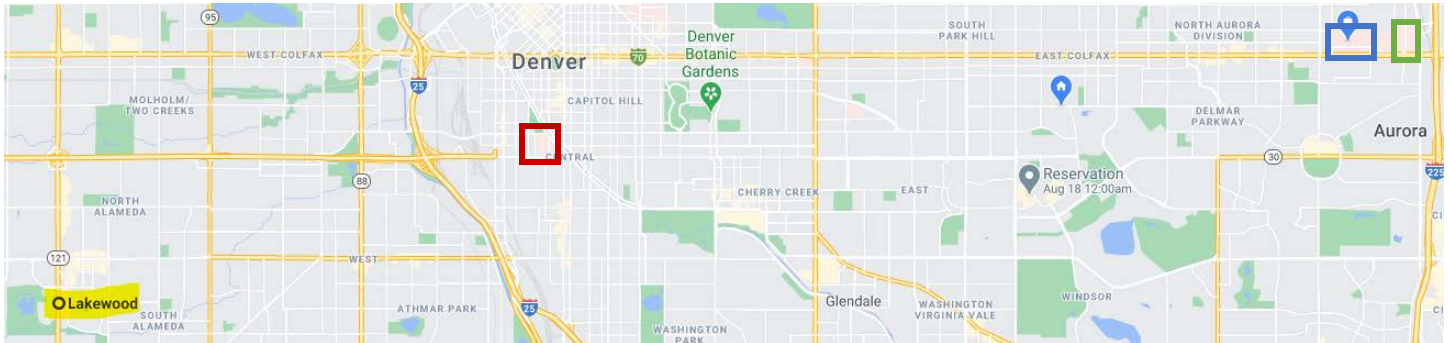 95
SOUTH
PARK HILL
NORTH AURORA
DIVISION
WEST COLFAX
Denver
Denver
Botanic
Gardens
70
EAST COLFAX
25
MOLHOLM/
TWO CREEKS
CAPITOL HILL
DELMAR
PARKWAY
Aurora
CENTRAL
30
88
Reservation
Aug 18 12:00am
225
NORTH
ALAMEDA
CHERRY CREEK
EAST
121
WEST
Lakewood
SOUTH
ALAMEDA
ATHMAR PARK
25
Glendale
WASHINGTON
VIRGINIA VALE
WINDSOR
WASHINGTON
PARK